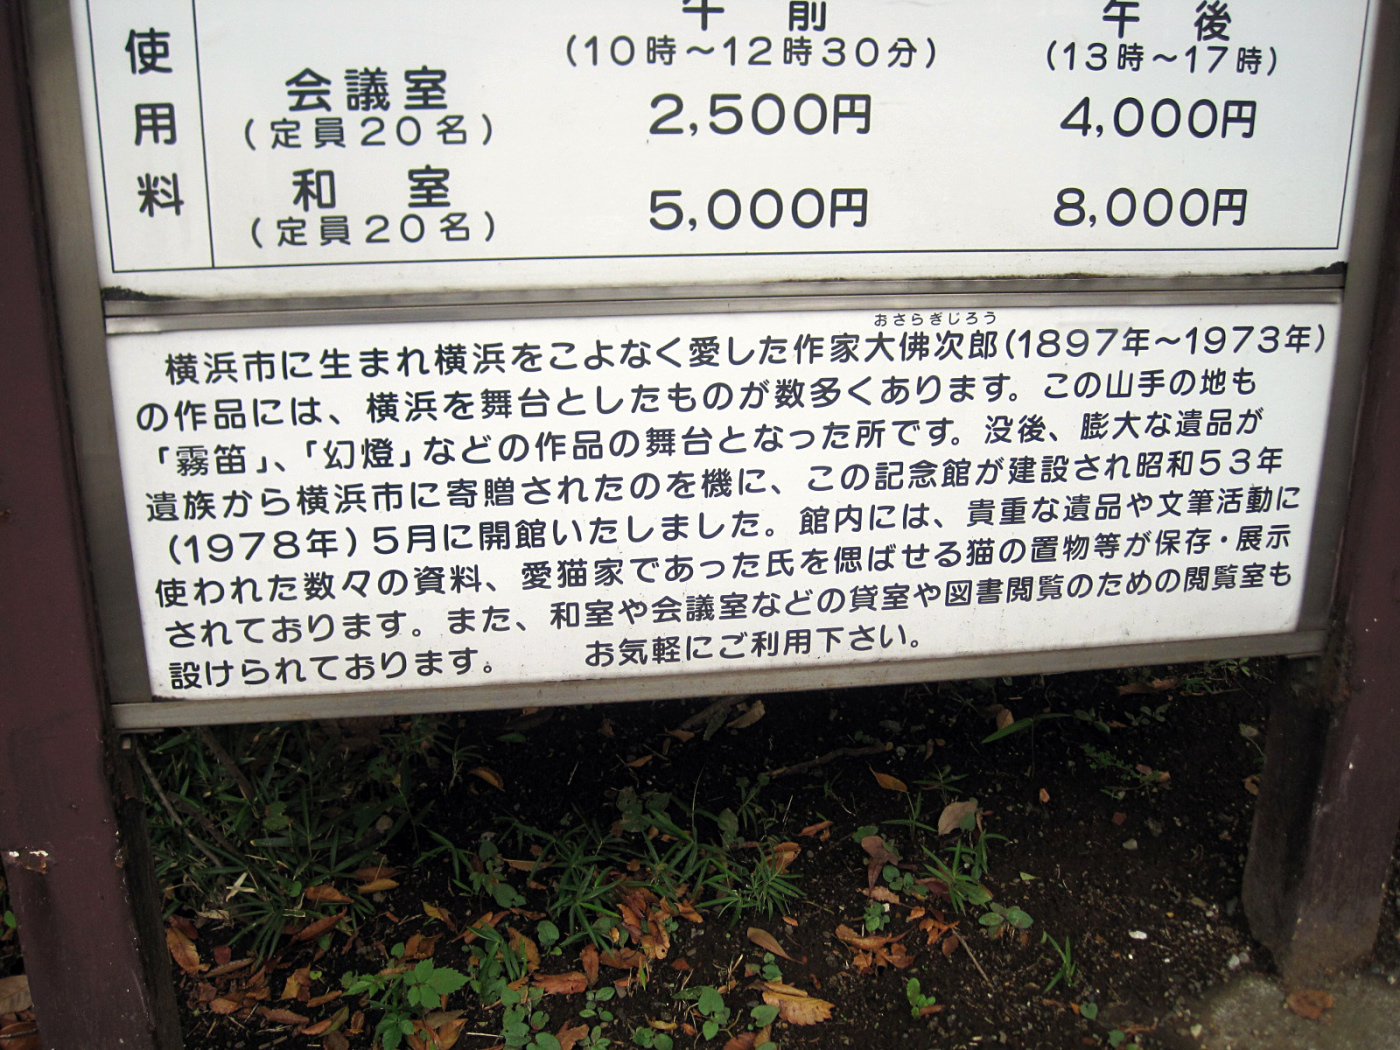 使用料
午前 午後
(10時～12時30分) (13時～17時)
会議室 2,500円 4,000円
(定員20名)
和室 5,000円 8,000円
(定員20名)
おさらぎじろう
横浜市に生まれ横浜をこよなく愛した作家大佛次郎(1897年～1973年)
の作品には、横浜を舞台としたものが数多くあります。この山手の地も
「霧笛」、「幻燈」などの作品の舞台となった所です。没後、膨大な遺品が
遺族から横浜市に寄贈されたのを機に、この記念館が建設され昭和53年
(1978年)5月に開館いたしました。館内には、貴重な遺品や文筆活動に
使われた数々の資料、愛猫家であった氏を偲ばせる猫の置物等が保存・展示
されております。また、和室や会議室などの貸室や図書閲覧のための閲覧室も
設けられております。 お気軽にご利用下さい。